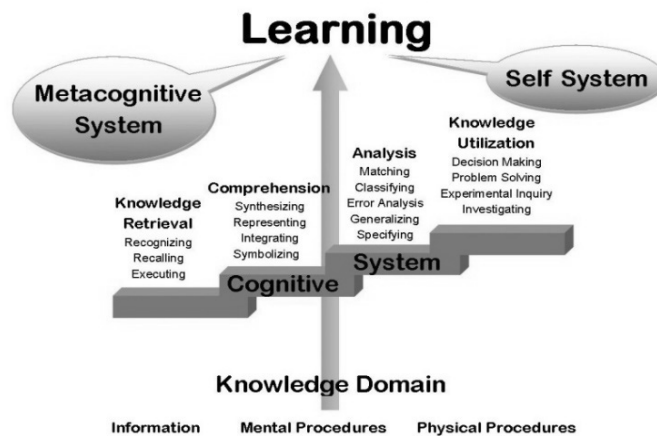 Learning
Metacognitive
System
Self System
Knowledge
Retrieval
Recognizing
Recalling
Executing
Comprehension
Synthesizing
Representing
Integrating
Symbolizing
Analysis
Matching
Classifying
Error Analysis
Generalizing
Specifying
Knowledge
Utilization
Decision Making
Problem Solving
Experimental Inquiry
Investigating
Cognitive
System
Knowledge Domain
Information
Mental Procedures
Physical Procedures